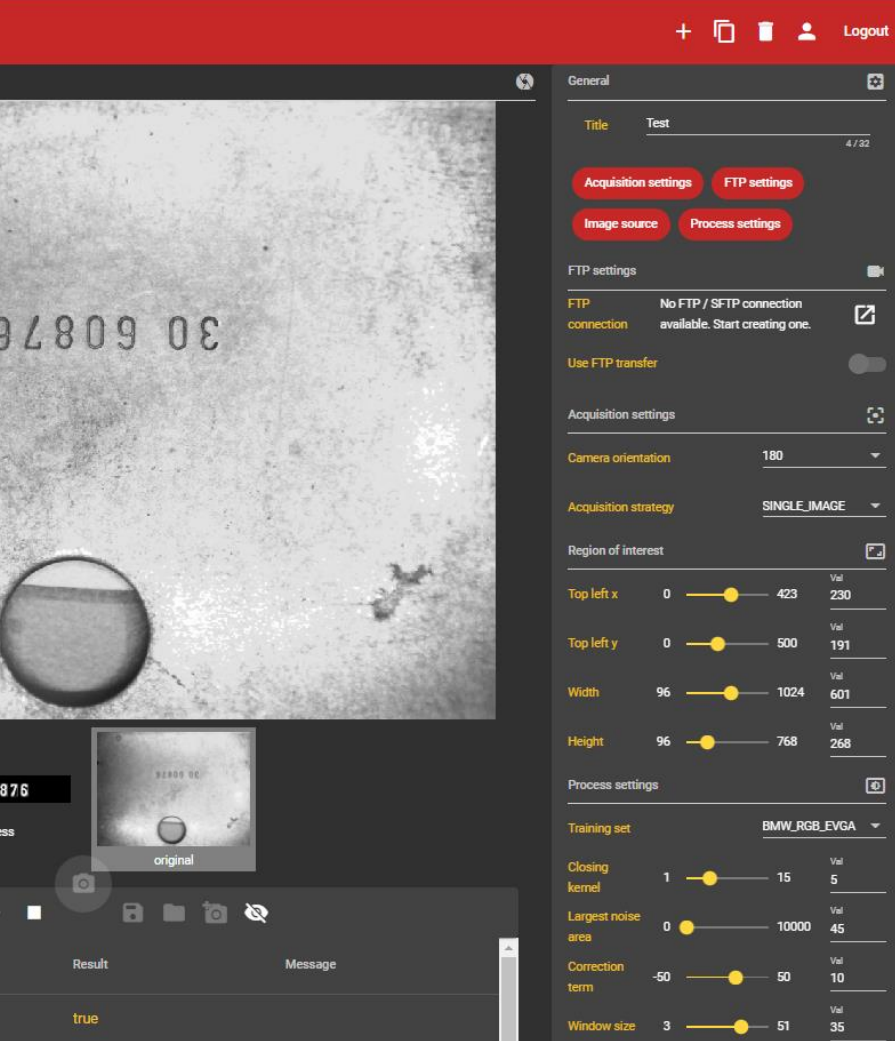 Logout
General
Title Test
4 / 32
Acquisition settings FTP settings
Image source Process settings
FTP settings
FTP connection No FTP / SFTP connection available. Start creating one.
Use FTP transfer
Acquisition settings
Camera orientation 180
Acquisition strategy SINGLE_IMAGE
Region of interest
Val
Top left x 0 423 230
Val
Top left y 0 500 191
Val
Width 96 1024 601
Val
Height 96 768 268
Process settings
Training set BMW_RGB_EVGA
Val
Closing kernel 1 15 5
Val
Largest noise area 0 10000 45
Val
Correction term -50 50 10
Val
Window size 3 51 35
30 6087
876
ess
original
Result Message
true